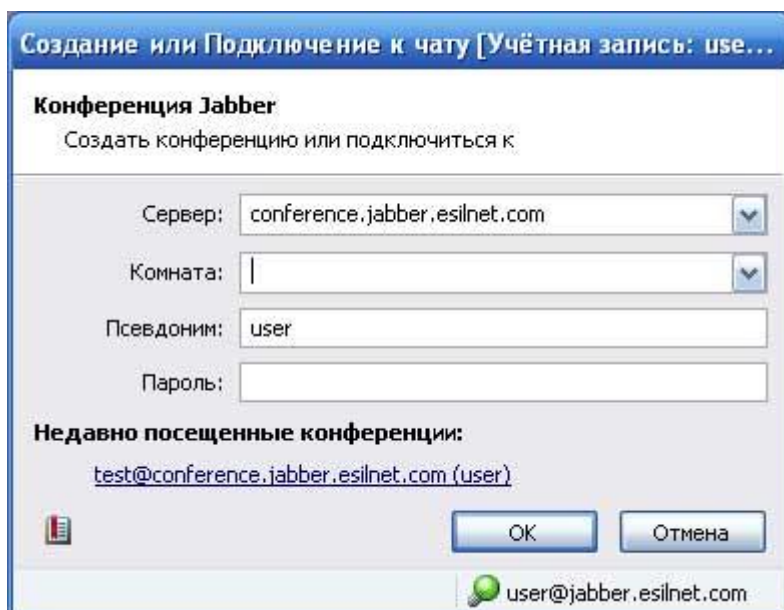 Создание или Подключение к чату [Учётная запись: use...
Конференция Jabber
Создать конференцию или подключиться к
Сервер: conference.jabber.esilnet.com
Комната:
Псевдоним: user
Пароль:
Недавно посещенные конференции:
test@conference.jabber.esilnet.com (user)
OK Отмена
user@jabber.esilnet.com